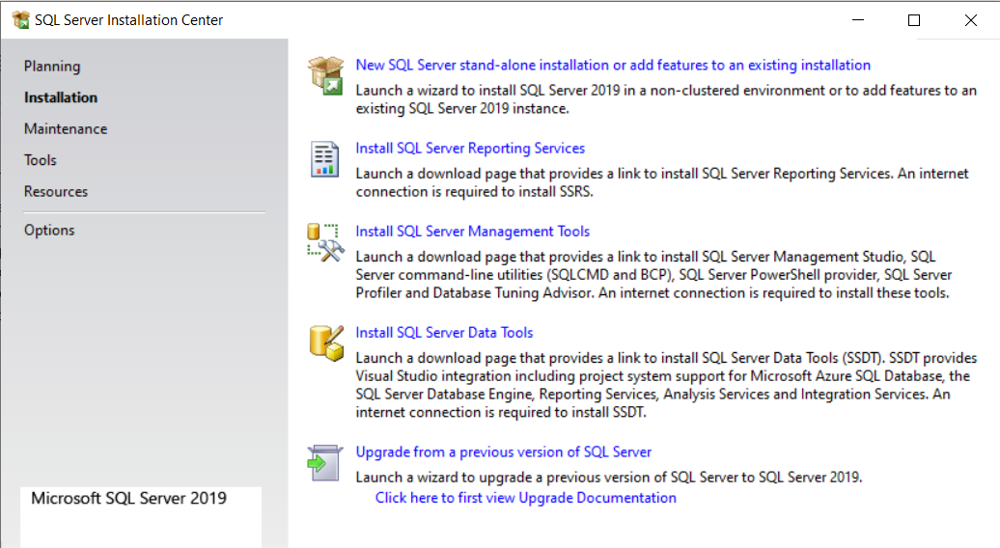 SQL Server Installation Center
Planning
Installation
Maintenance
Tools
Resources
Options
Microsoft SQL Server 2019
New SQL Server stand-alone installation or add features to an existing installation
Launch a wizard to install SQL Server 2019 in a non-clustered environment or to add features to an
existing SQL Server 2019 instance.
Install SQL Server Reporting Services
Launch a download page that provides a link to install SQL Server Reporting Services. An internet
connection is required to install SSRS.
Install SQL Server Management Tools
Launch a download page that provides a link to install SQL Server Management Studio, SQL
Server command-line utilities (SQLCMD and BCP), SQL Server PowerShell provider, SQL Server
Profiler and Database Tuning Advisor. An internet connection is required to install these tools.
Install SQL Server Data Tools
Launch a download page that provides a link to install SQL Server Data Tools (SSDT). SSDT provides
Visual Studio integration including project system support for Microsoft Azure SQL Database, the
SQL Server Database Engine, Reporting Services, Analysis Services and Integration Services. An
internet connection is required to install SSDT.
Upgrade from a previous version of SQL Server
Launch a wizard to upgrade a previous version of SQL Server to SQL Server 2019.
Click here to first view Upgrade Documentation